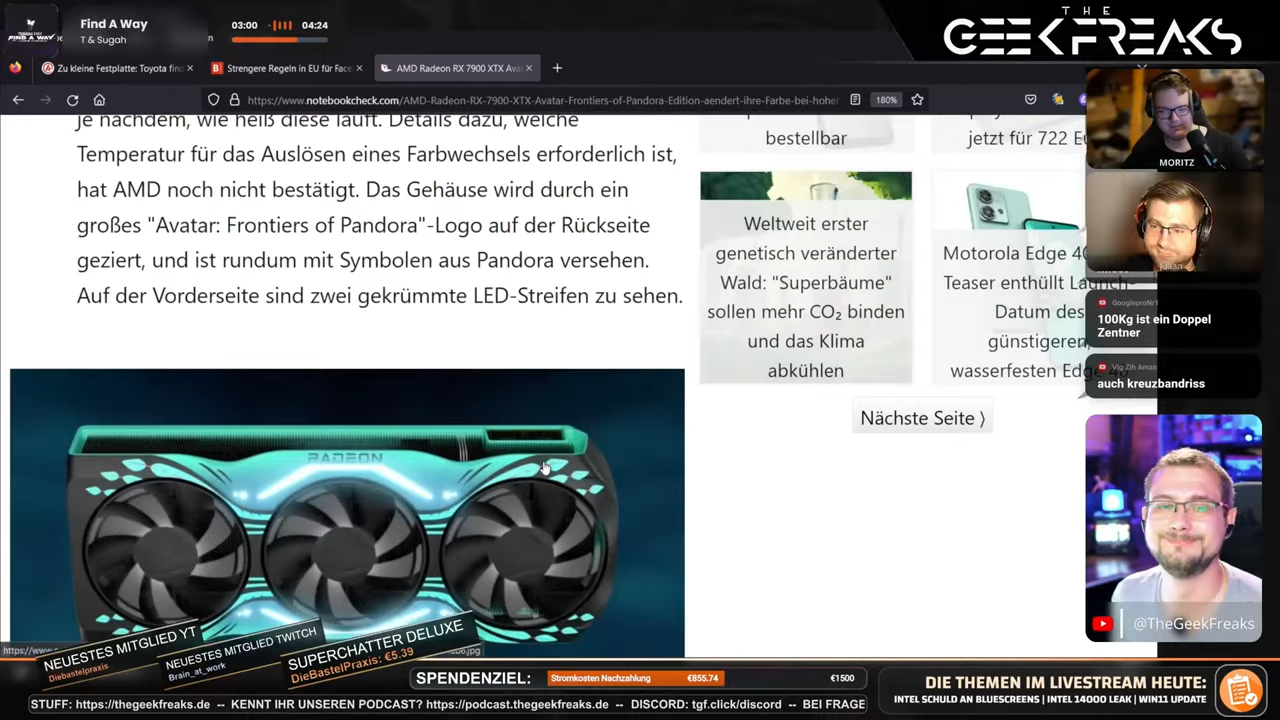 Find A Way
T & Sugah
03:00
04:24
THE
GEEKFREAKS
Zu kleine Festplatte: Toyota find
Strengere Regeln in EU für Face
AMD Radeon RX 7900 XTX Ava
https://www.notebookcheck.com/AMD-Radeon-RX-7900-XTX-Avatar-Frontiers-of-Pandora-Edition-aendert-ihre-Farbe-bei-hoher
180%
je nachdem, wie heiß diese läuft. Details dazu, welche
Temperatur für das Auslösen eines Farbwechsels erforderlich ist,
hat AMD noch nicht bestätigt. Das Gehäuse wird durch ein
großes "Avatar: Frontiers of Pandora"-Logo auf der Rückseite
geziert, und ist rundum mit Symbolen aus Pandora versehen.
Auf der Vorderseite sind zwei gekrümmte LED-Streifen zu sehen.
bestellbar
jetzt für 722 Eu
Weltweit erster
genetisch veränderter
Wald: "Superbäume"
sollen mehr CO₂ binden
und das Klima
abkühlen
Motorola Edge 40
Teaser enthüllt Launch-
Datum des
günstigeren,
wasserfesten Edge 40
Nächste Seite ⟩
MORITZ
Julian
GoogleproNr1
100Kg ist ein Doppel
Zentner
auch kreuzbandriss
RADEON
@TheGeekFreaks
NEUESTES MITGLIED YT
Diebastelpraxis
NEUESTES MITGLIED TWITCH
Brain_at_work
SUPERCHATTER DELUXE
DieBastelPraxis: €5.39
SPENDENZIEL:
Stromkosten Nachzahlung
€855.74
€1500
DIE THEMEN IM LIVESTREAM HEUTE:
INTEL SCHULD AN BLUESCREENS | INTEL 14000 LEAK | WIN11 UPDATE
STUFF: https://thegeekfreaks.de -- KENNT IHR UNSEREN PODCAST? https://podcast.thegeekfreaks.de -- DISCORD: tgf.click/discord -- BEI FRAGE